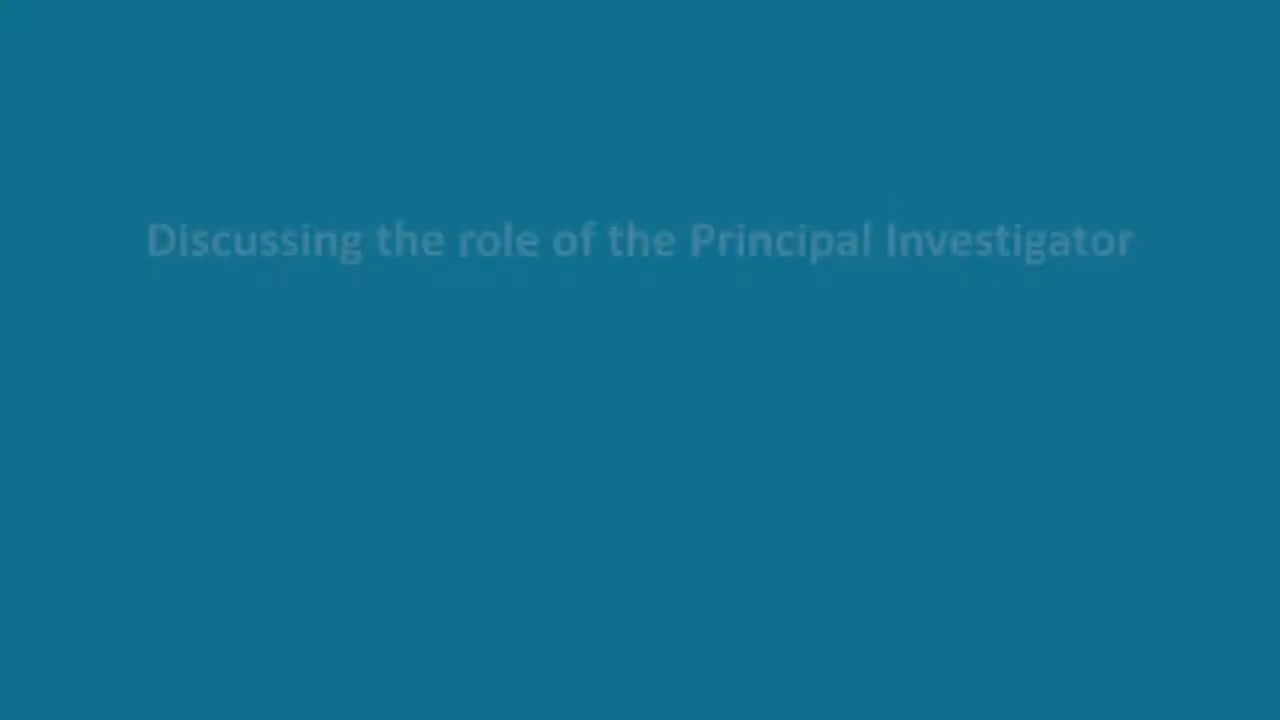 Discussing the role of the Principal Investigator